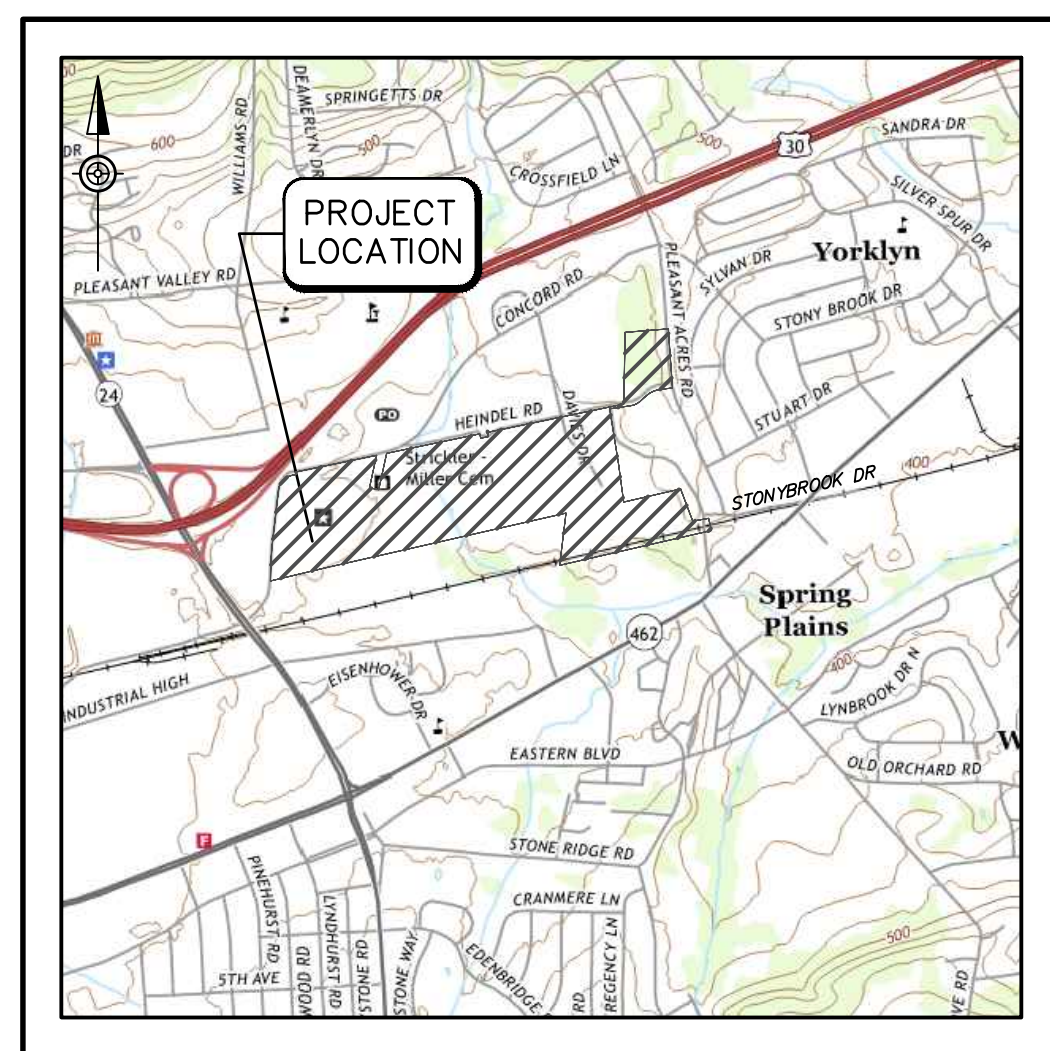 SPRINGETTS DR
DEAMERLYN DR
WILLIAMS RD
600
500
DR
CROSSFIELD LN
500
30
SANDRA DR
SILVER SPUR DR
PROJECT
LOCATION
PLEASANT VALLEY RD
CONCORD RD
PLEASANT ACRES RD
SYLVAN DR
Yorklyn
STONY BROOK DR
24
PO
HEINDEL RD
DAVIES DR
STUART DR
Strickler -
Miller Cem
STONYBROOK DR
400
Spring
Plains
462
400
INDUSTRIAL HIGH
EISENHOWER DR
LYNBROOK DR N
W
EASTERN BLVD
OLD ORCHARD RD
F
STONE RIDGE RD
PINEHURST RD
LYNDHURST RD
STONE RD
STONE WAY
CRANMERE LN
REGENCY LN
EDENBRIDGE
RD
500
5TH AVE
VE RD